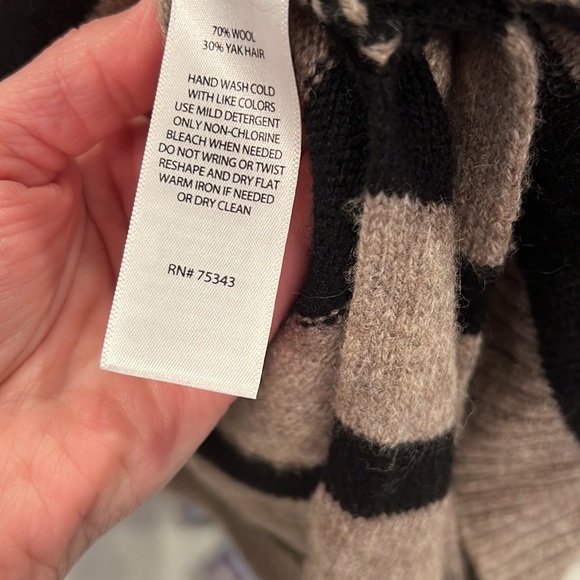 70% WOOL
30% YAK HAIR
HAND WASH COLD
WITH LIKE COLORS
USE MILD DETERGENT
ONLY NON-CHLORINE
BLEACH WHEN NEEDED
DO NOT WRING OR TWIST
RESHAPE AND DRY FLAT
WARM IRON IF NEEDED
OR DRY CLEAN
RN# 75343